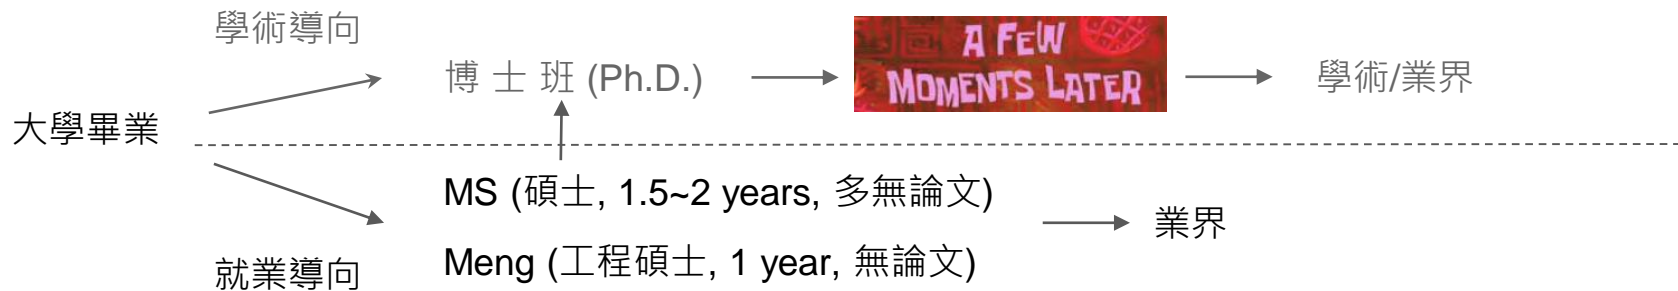 學術導向
博 士 班 (Ph.D.)
A FEW
MOMENTS LATER
學術/業界
大學畢業
MS (碩士, 1.5~2 years, 多無論文)
業界
Meng (工程碩士, 1 year, 無論文)
就業導向